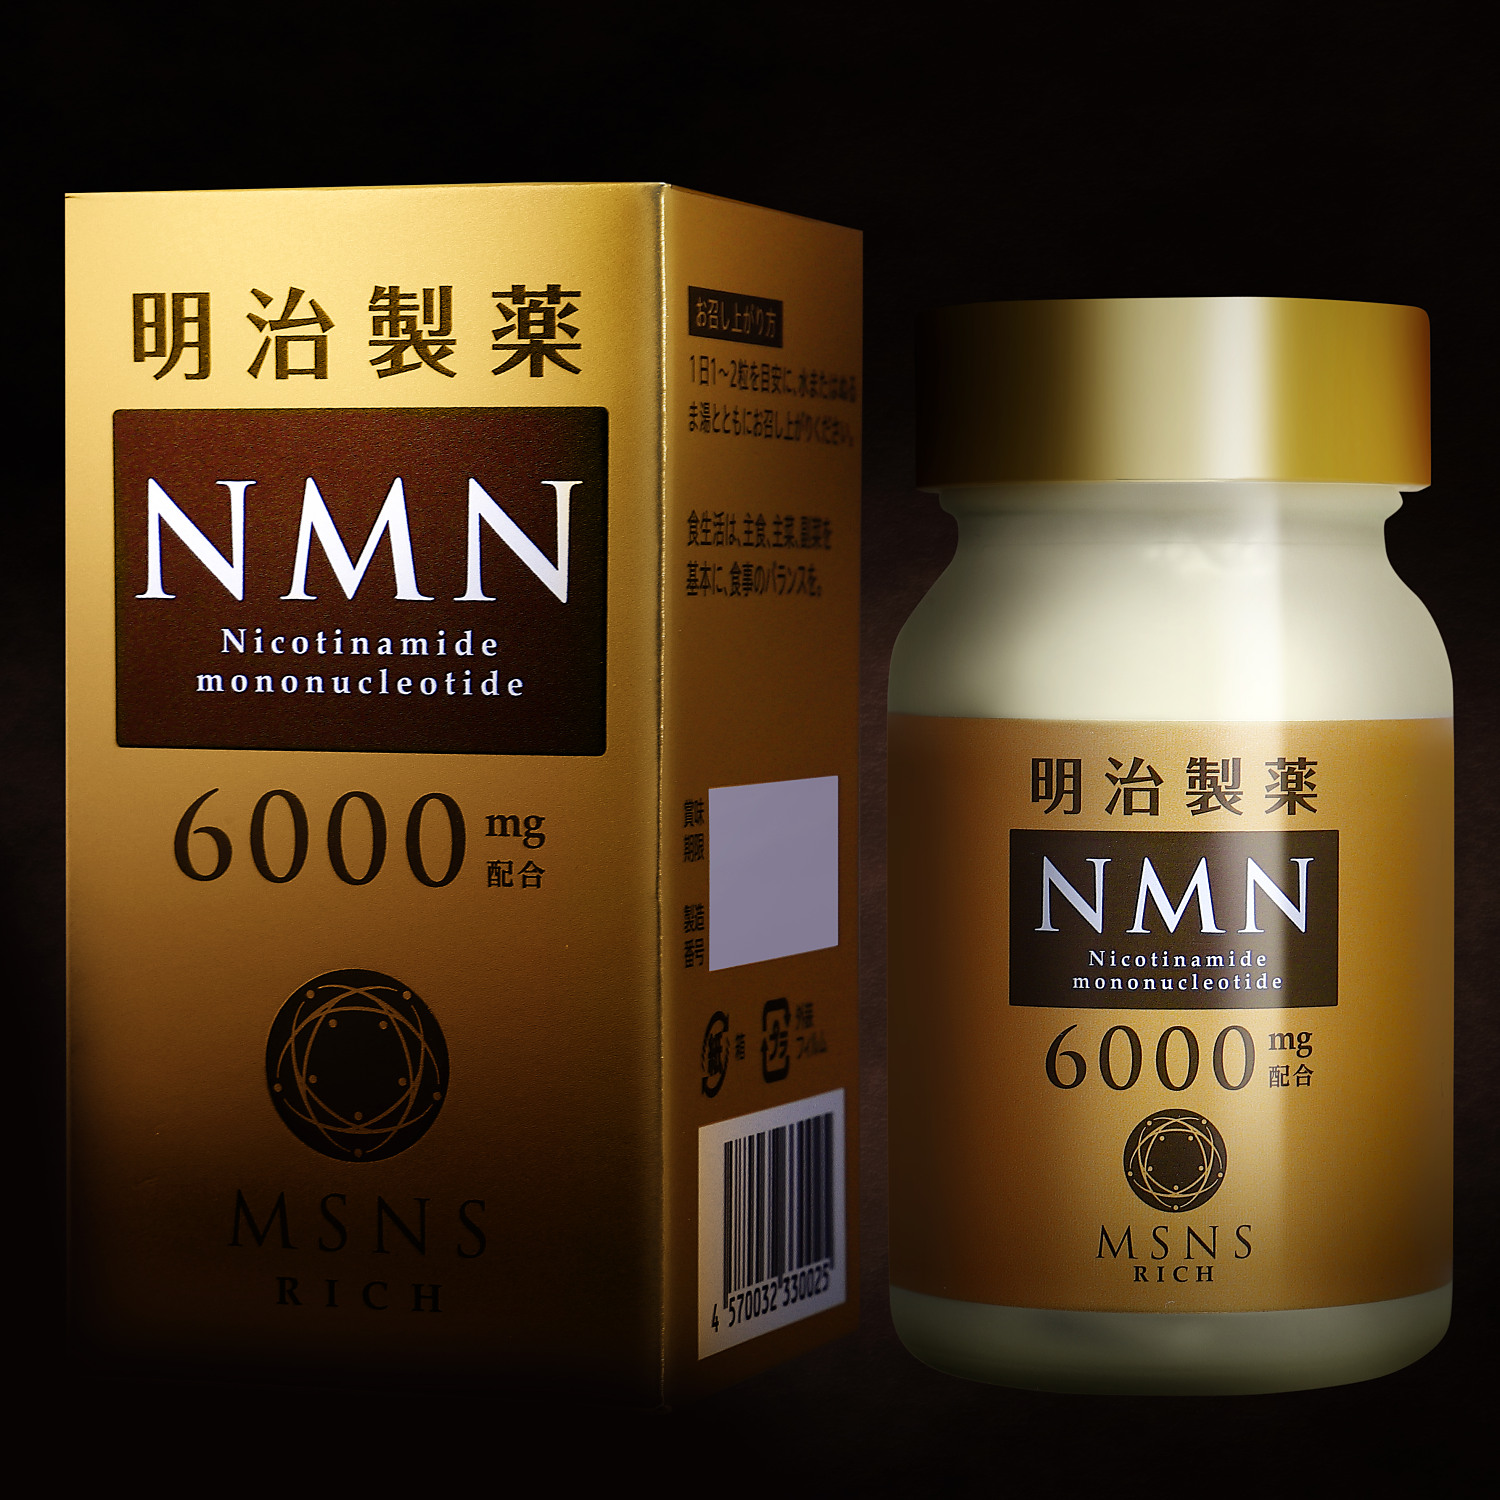 明治製薬
NMN
Nicotinamide
mononucleotide
6000 mg
配合
MSNS
RICH
お召し上がり方
1日1～2粒を目安に、水またはぬる
ま湯とともにお召し上がりください。
食生活は、主食、主菜、副菜を
基本に、食事のバランスを。
賞味
期限
製造
番号
紙
箱
プラ
外装
フィルム
4 570032 330025
明治製薬
NMN
Nicotinamide
mononucleotide
6000 mg
配合
MSNS
RICH